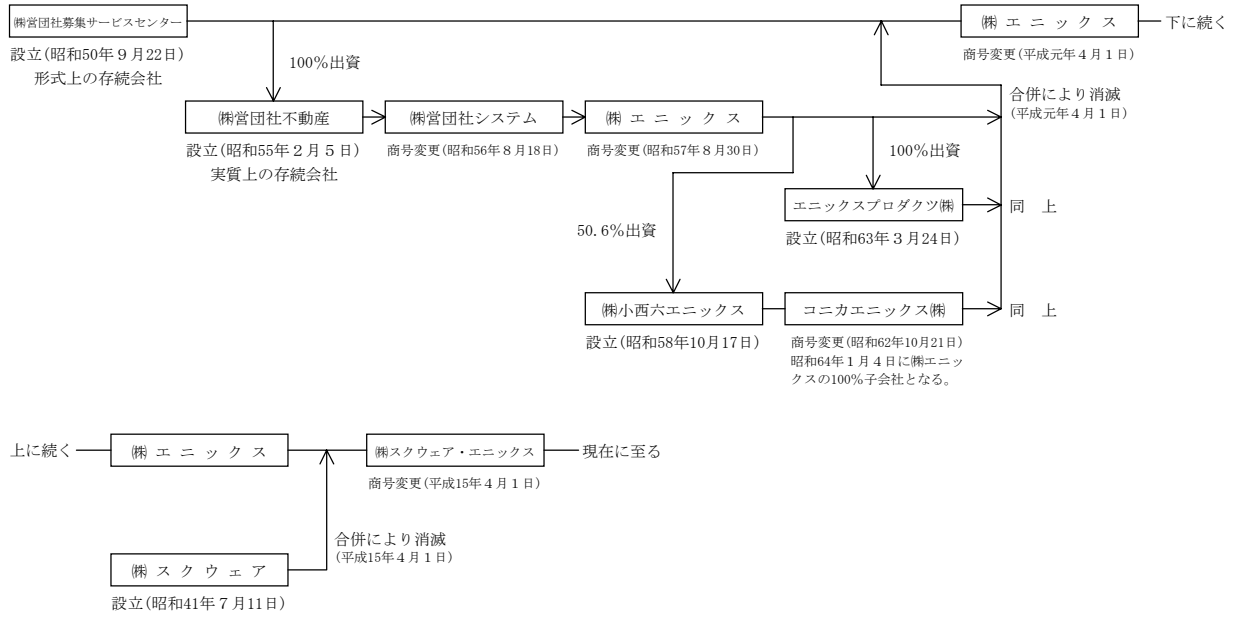 ㈱営団社募集サービスセンター
設立(昭和50年９月22日)
形式上の存続会社
100％出資
㈱ エ ニ ッ ク ス
下に続く
商号変更(平成元年４月１日)
合併により消滅
(平成元年４月１日)
㈱営団社不動産
設立(昭和55年２月５日)
実質上の存続会社
㈱営団社システム
商号変更(昭和56年８月18日)
㈱ エ ニ ッ ク ス
商号変更(昭和57年８月30日)
100％出資
エニックスプロダクツ㈱
同　上
設立(昭和63年３月24日)
50.6％出資
㈱小西六エニックス
設立(昭和58年10月17日)
コニカエニックス㈱
同　上
商号変更(昭和62年10月21日)
昭和64年１月４日に㈱エニッ
クスの100％子会社となる。
上に続く
㈱ エ ニ ッ ク ス
㈱スクウェア・エニックス
現在に至る
商号変更(平成15年４月１日)
合併により消滅
(平成15年４月１日)
㈱ ス ク ウ ェ ア
設立(昭和41年７月11日)